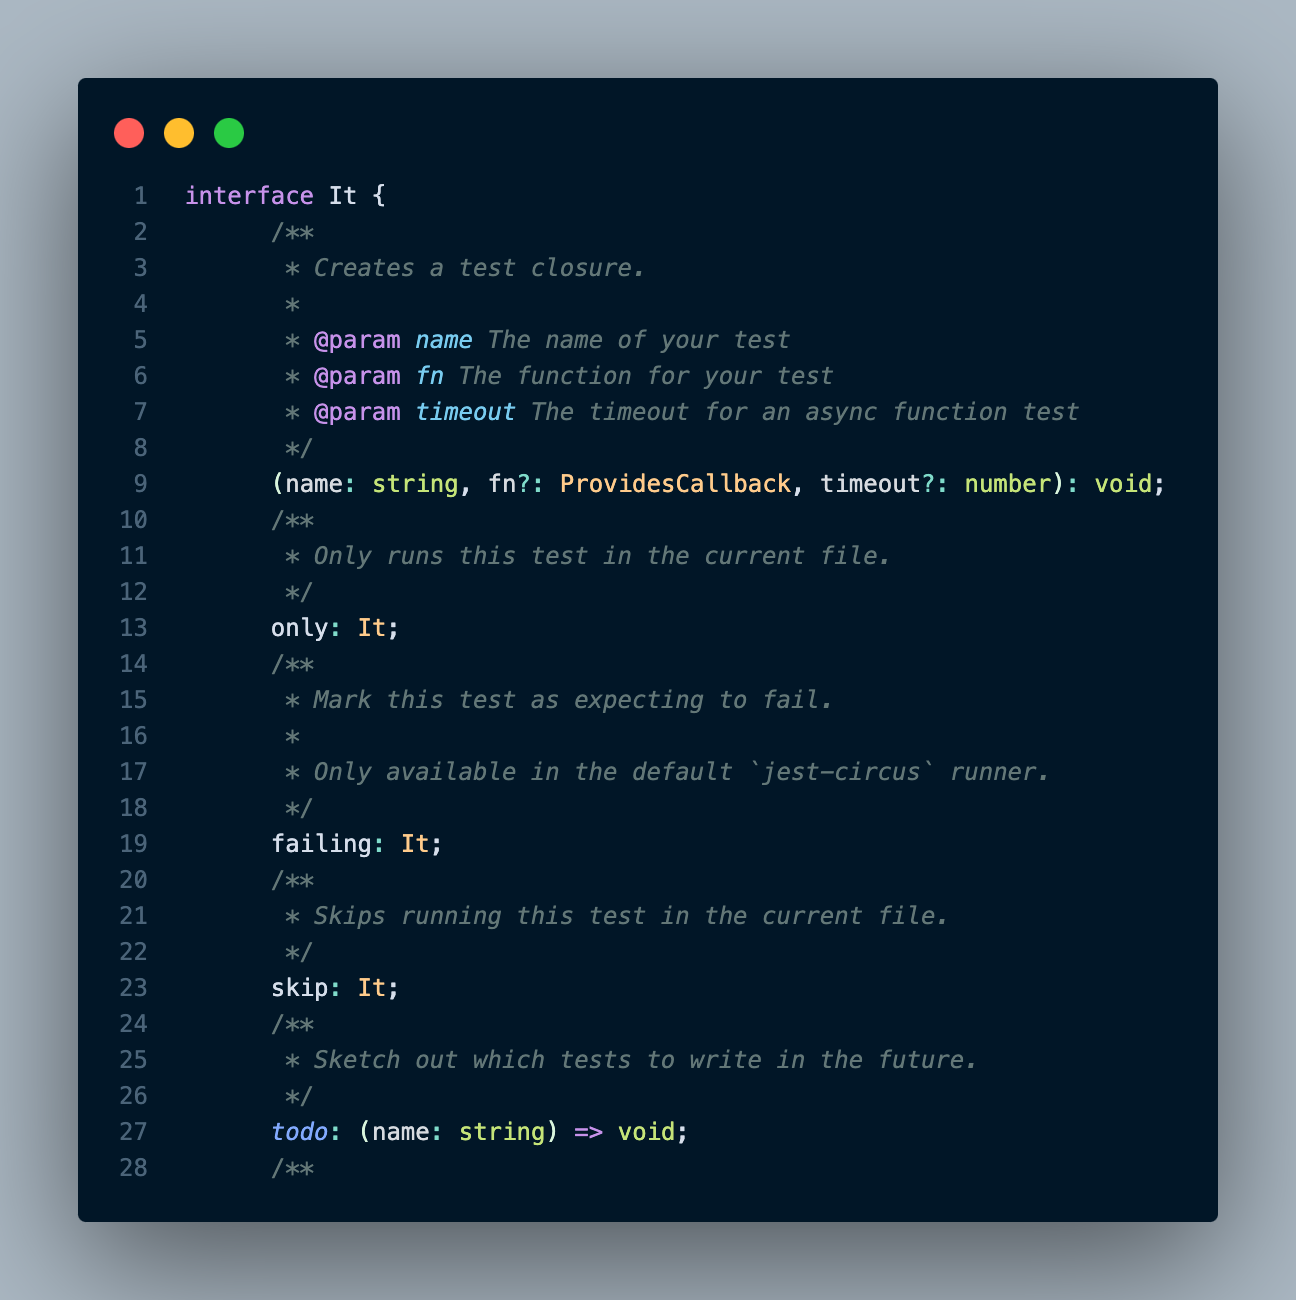 1 interface It {
2 /**
3 * Creates a test closure.
4 *
5 * @param name The name of your test
6 * @param fn The function for your test
7 * @param timeout The timeout for an async function test
8 */
9 (name: string, fn?: ProvidesCallback, timeout?: number): void;
10 /**
11 * Only runs this test in the current file.
12 */
13 only: It;
14 /**
15 * Mark this test as expecting to fail.
16 *
17 * Only available in the default `jest-circus` runner.
18 */
19 failing: It;
20 /**
21 * Skips running this test in the current file.
22 */
23 skip: It;
24 /**
25 * Sketch out which tests to write in the future.
26 */
27 todo: (name: string) => void;
28 /**